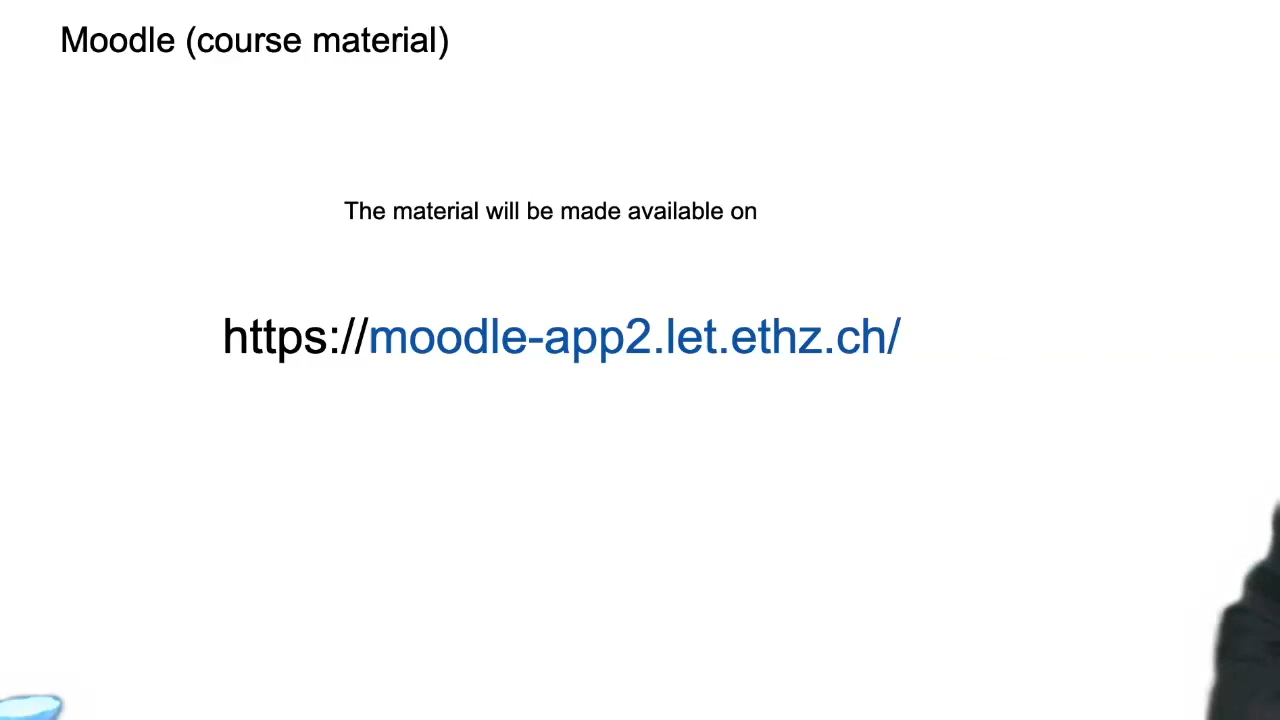 Moodle (course material)
The material will be made available on
https://moodle-app2.let.ethz.ch/